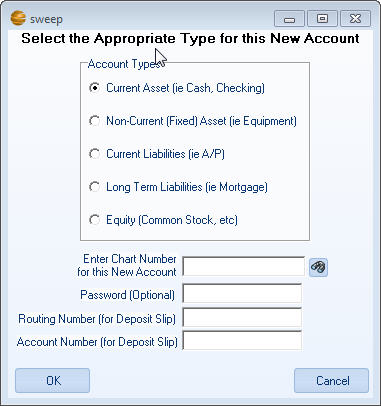 sweep
Select the Appropriate Type for this New Account
Account Types
Current Asset (ie Cash, Checking)
Non-Current (Fixed) Asset (ie Equipment)
Current Liabilities (ie A/P)
Long Term Liabilities (ie Mortgage)
Equity (Common Stock, etc)
Enter Chart Number
for this New Account
Password (Optional)
Routing Number (for Deposit Slip)
Account Number (for Deposit Slip)
OK
Cancel